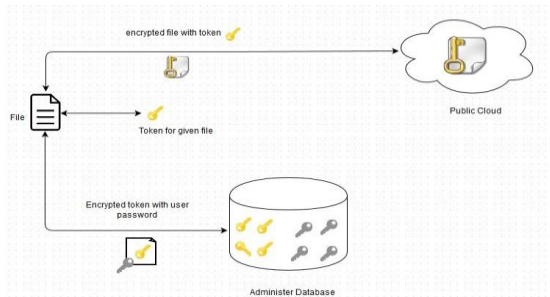 encrypted file with token
Public Cloud
File
Token for given file
Encrypted token with user
password
Administer Database